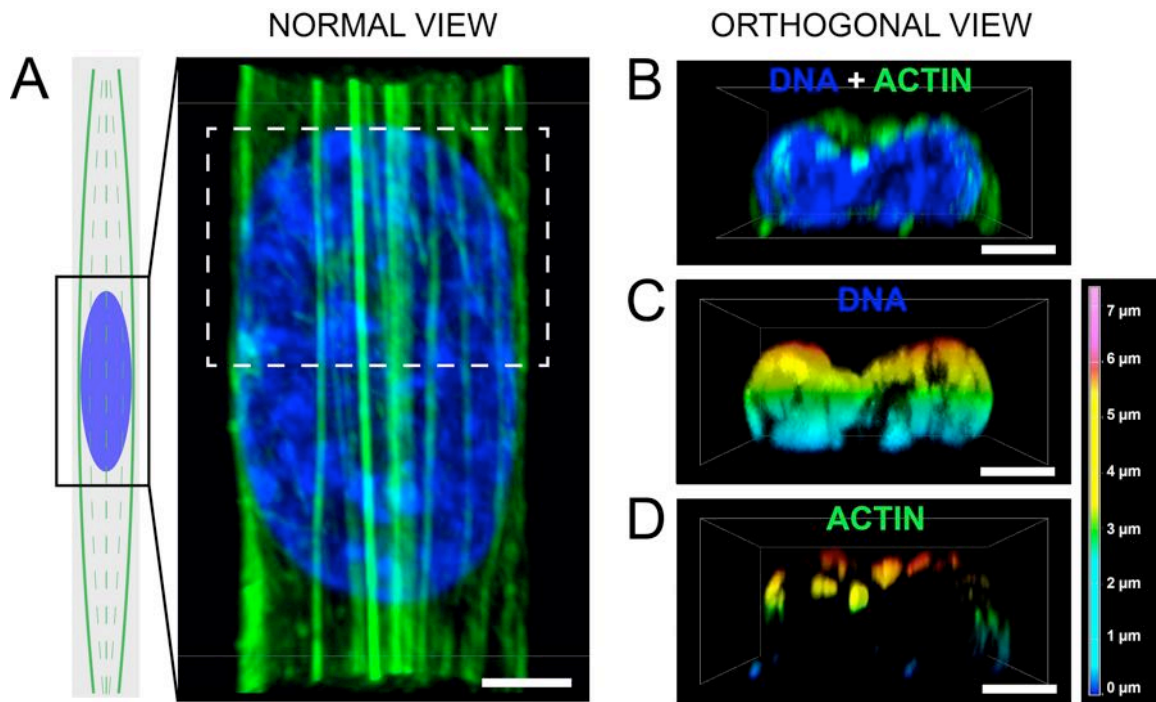 NORMAL VIEW
ORTHOGONAL VIEW
A
B
DNA + ACTIN
C
DNA
D
ACTIN
7 µm
6 µm
5 µm
4 µm
3 µm
2 µm
1 µm
0 µm